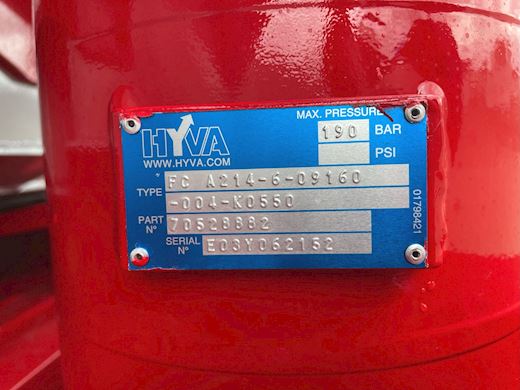 HYVA
WWW.HYVA.COM
MAX. PRESSURE
190 BAR
PSI
TYPE FC A214-6-09160
-004-K0550
PART N° 70528882
SERIAL N° E03Y062152
01798421